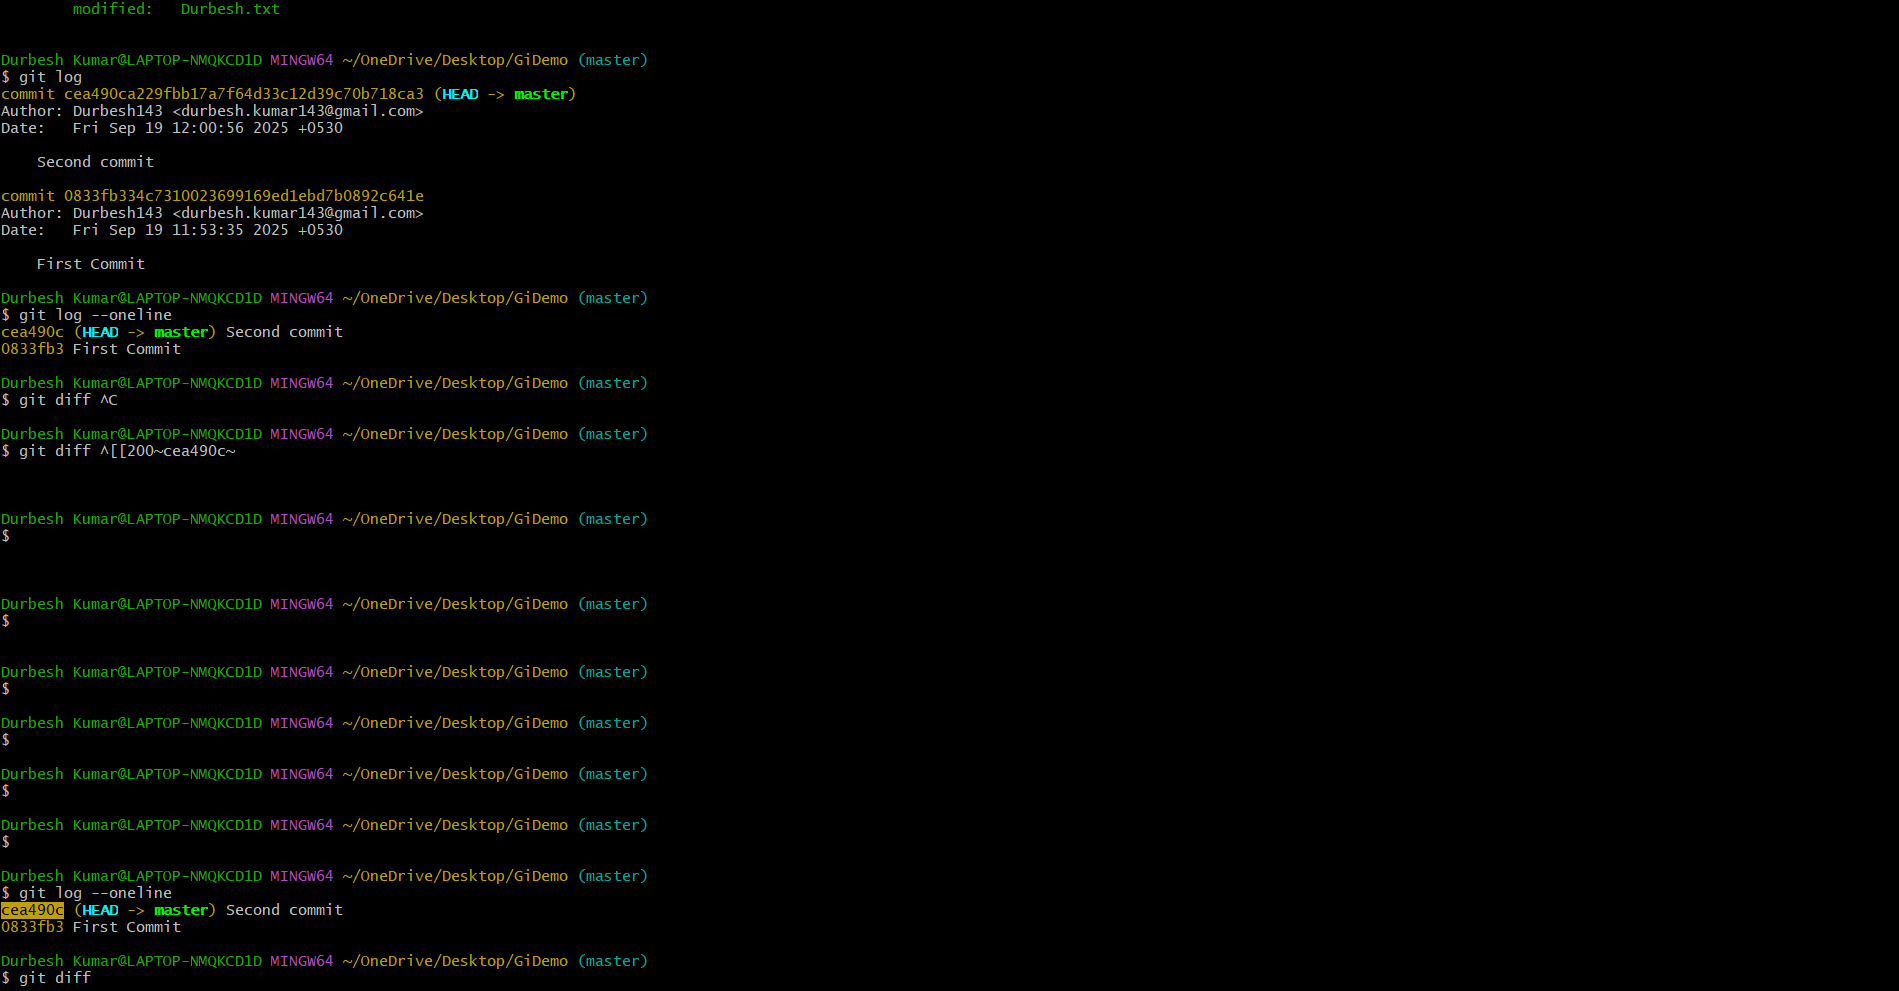 modified:   Durbesh.txt
Durbesh Kumar@LAPTOP-NMQKCD1D MINGW64 ~/OneDrive/Desktop/GiDemo (master)
$ git log
commit cea490ca229fbb17a7f64d33c12d39c70b718ca3 (HEAD -> master)
Author: Durbesh143 <durbesh.kumar143@gmail.com>
Date:   Fri Sep 19 12:00:56 2025 +0530
Second commit
commit 0833fb334c7310023699169ed1ebd7b0892c641e
Author: Durbesh143 <durbesh.kumar143@gmail.com>
Date:   Fri Sep 19 11:53:35 2025 +0530
First Commit
Durbesh Kumar@LAPTOP-NMQKCD1D MINGW64 ~/OneDrive/Desktop/GiDemo (master)
$ git log --oneline
cea490c (HEAD -> master) Second commit
0833fb3 First Commit
Durbesh Kumar@LAPTOP-NMQKCD1D MINGW64 ~/OneDrive/Desktop/GiDemo (master)
$ git diff ^C
Durbesh Kumar@LAPTOP-NMQKCD1D MINGW64 ~/OneDrive/Desktop/GiDemo (master)
$ git diff ^[[200~cea490c~
Durbesh Kumar@LAPTOP-NMQKCD1D MINGW64 ~/OneDrive/Desktop/GiDemo (master)
$
Durbesh Kumar@LAPTOP-NMQKCD1D MINGW64 ~/OneDrive/Desktop/GiDemo (master)
$
Durbesh Kumar@LAPTOP-NMQKCD1D MINGW64 ~/OneDrive/Desktop/GiDemo (master)
$
Durbesh Kumar@LAPTOP-NMQKCD1D MINGW64 ~/OneDrive/Desktop/GiDemo (master)
$
Durbesh Kumar@LAPTOP-NMQKCD1D MINGW64 ~/OneDrive/Desktop/GiDemo (master)
$
Durbesh Kumar@LAPTOP-NMQKCD1D MINGW64 ~/OneDrive/Desktop/GiDemo (master)
$
Durbesh Kumar@LAPTOP-NMQKCD1D MINGW64 ~/OneDrive/Desktop/GiDemo (master)
$ git log --oneline
cea490c (HEAD -> master) Second commit
0833fb3 First Commit
Durbesh Kumar@LAPTOP-NMQKCD1D MINGW64 ~/OneDrive/Desktop/GiDemo (master)
$ git diff